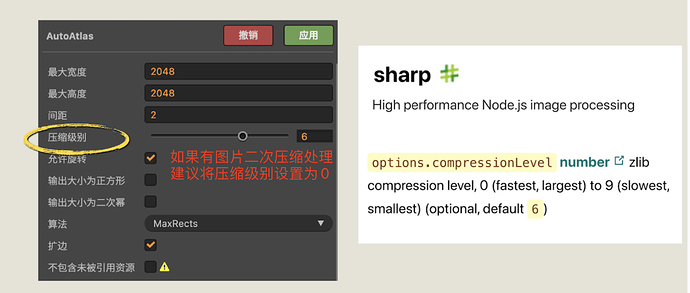 AutoAtlas
撤销
应用
最大宽度
2048
最大高度
2048
间距
2
压缩级别
6
允许旋转
如果有图片二次压缩处理
建议将压缩级别设置为0
输出大小为正方形
输出大小为二次幂
算法
MaxRects
扩边
不包含未被引用资源
sharp
High performance Node.js image processing
options.compressionLevel number zlib
compression level, 0 (fastest, largest) to 9 (slowest,
smallest) (optional, default 6 )